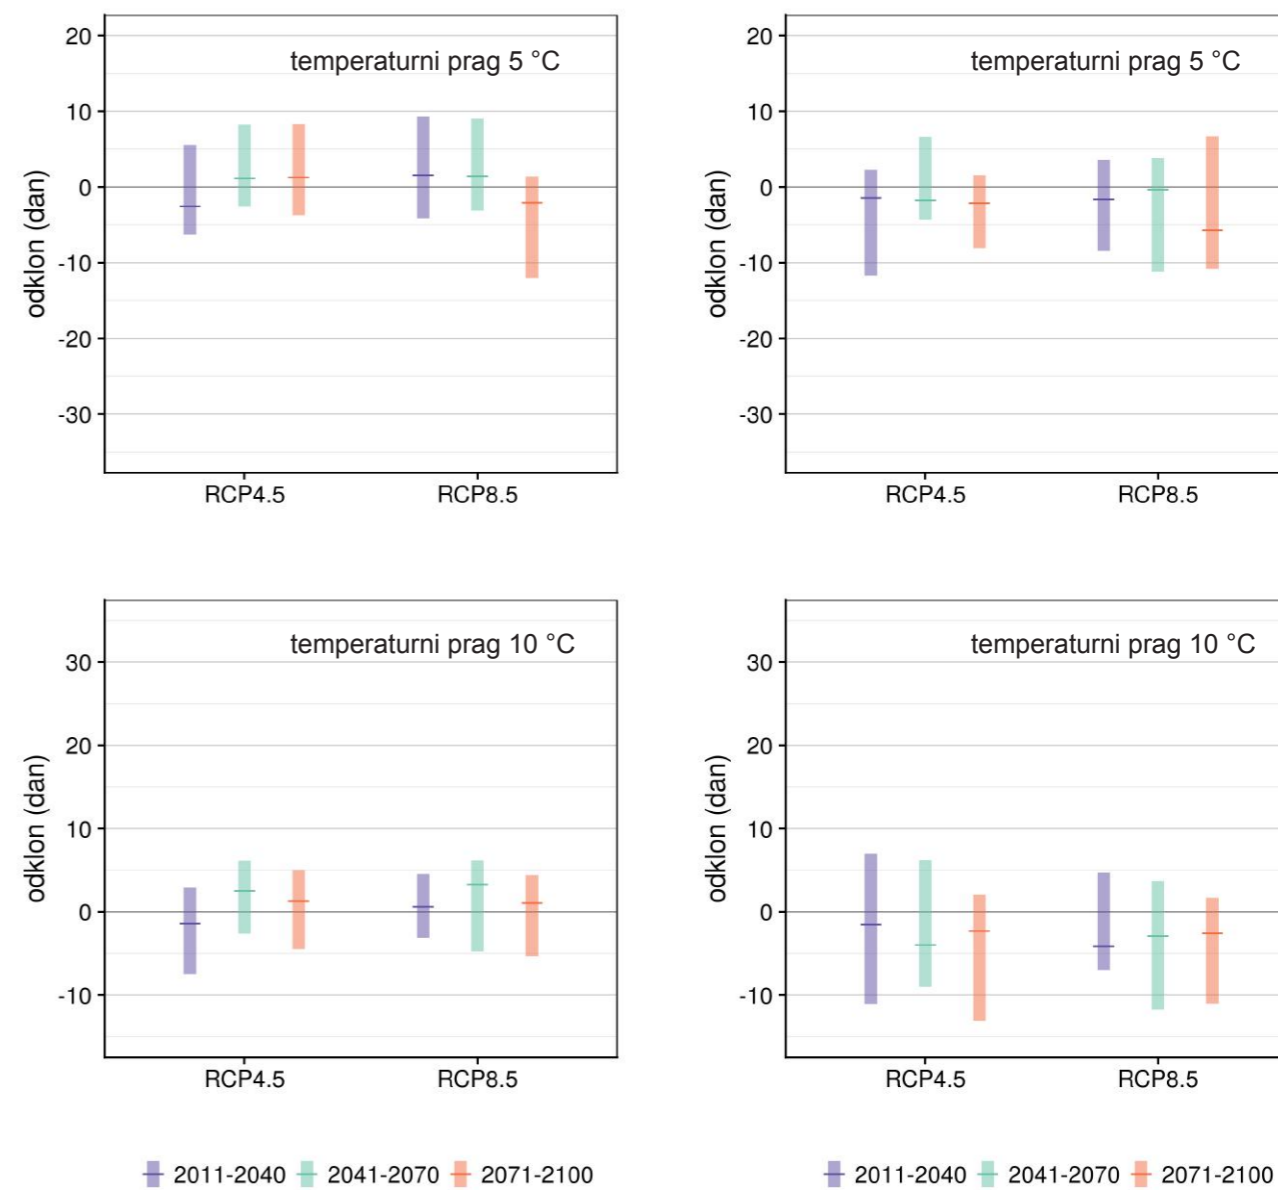 temperaturni prag 5 °C
odklon (dan)
20
10
0
-10
-20
-30
RCP4.5 RCP8.5
temperaturni prag 5 °C
odklon (dan)
20
10
0
-10
-20
-30
RCP4.5 RCP8.5
temperaturni prag 10 °C
odklon (dan)
30
20
10
0
-10
RCP4.5 RCP8.5
temperaturni prag 10 °C
odklon (dan)
30
20
10
0
-10
RCP4.5 RCP8.5
2011-2040 2041-2070 2071-2100
2011-2040 2041-2070 2071-2100